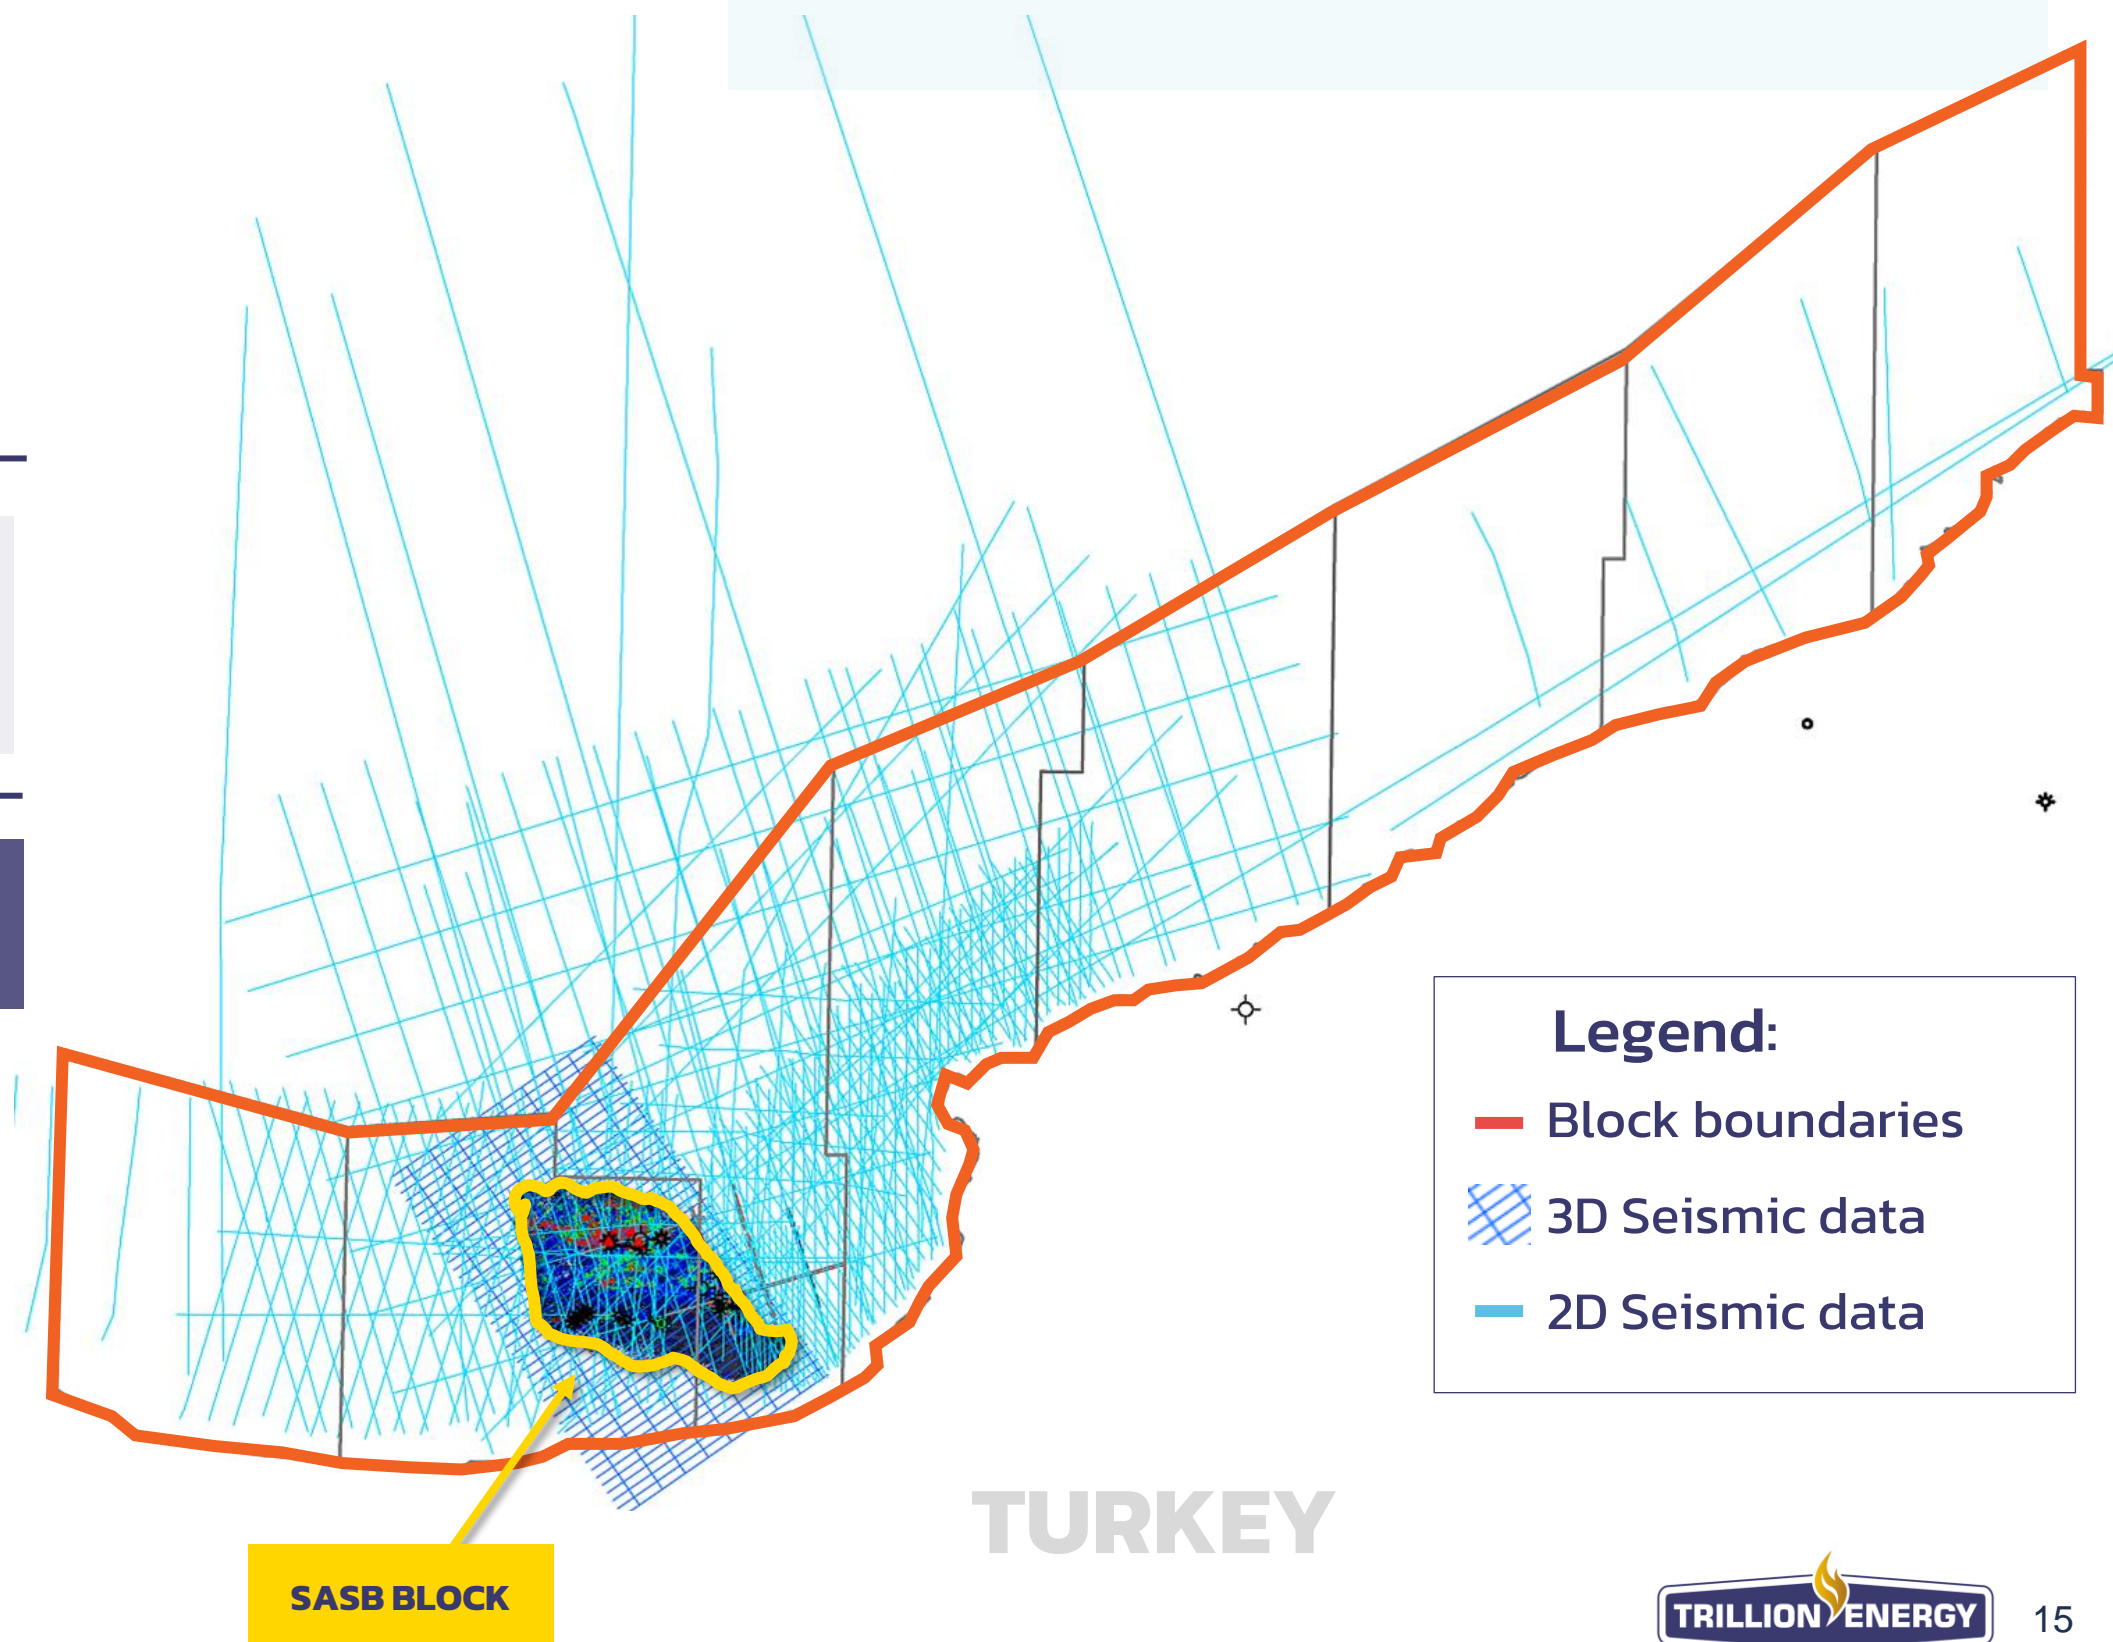 Legend:
Block boundaries
3D Seismic data
2D Seismic data
TURKEY
SASB BLOCK
TRILLION ENERGY
15